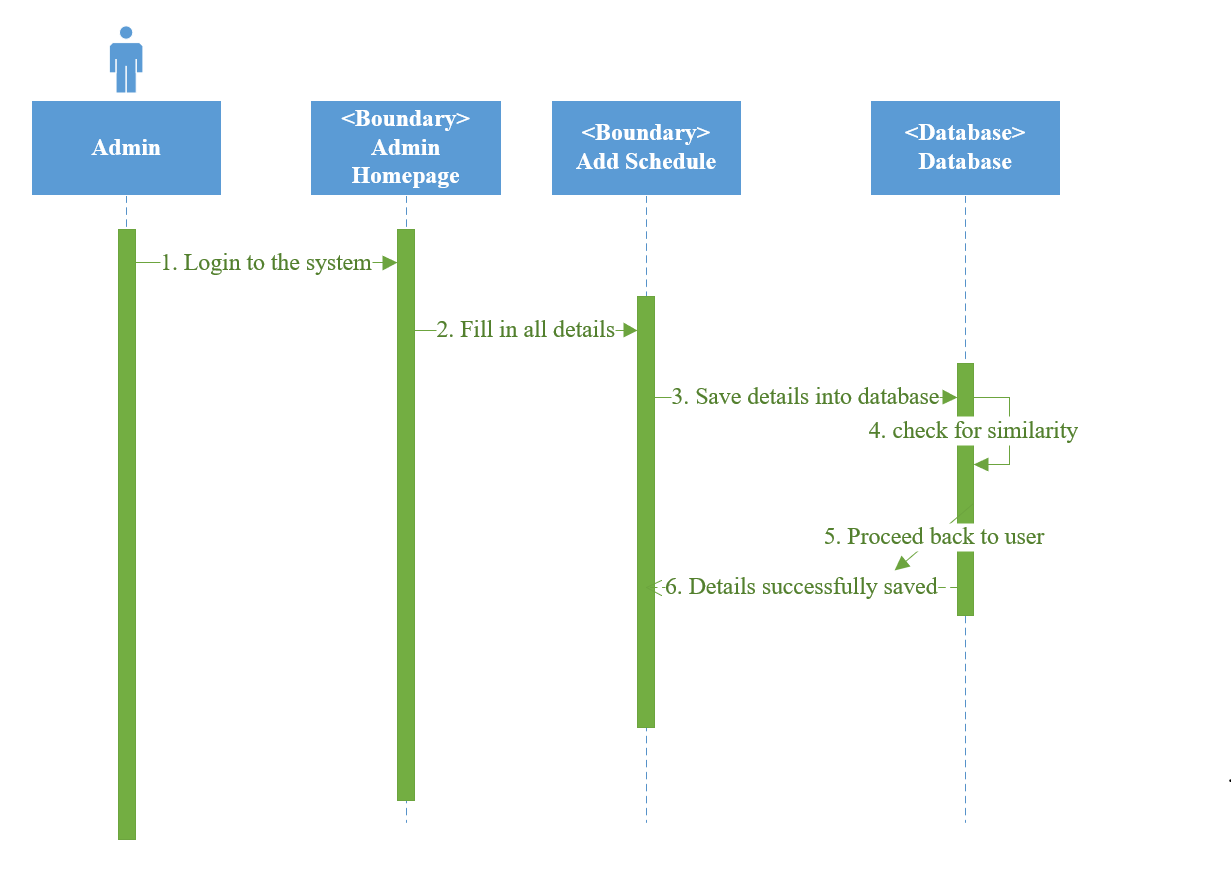 Admin
<Boundary>
Admin
Homepage
<Boundary>
Add Schedule
<Database>
Database
1. Login to the system
2. Fill in all details
3. Save details into database
4. check for similarity
5. Proceed back to user
6. Details successfully saved